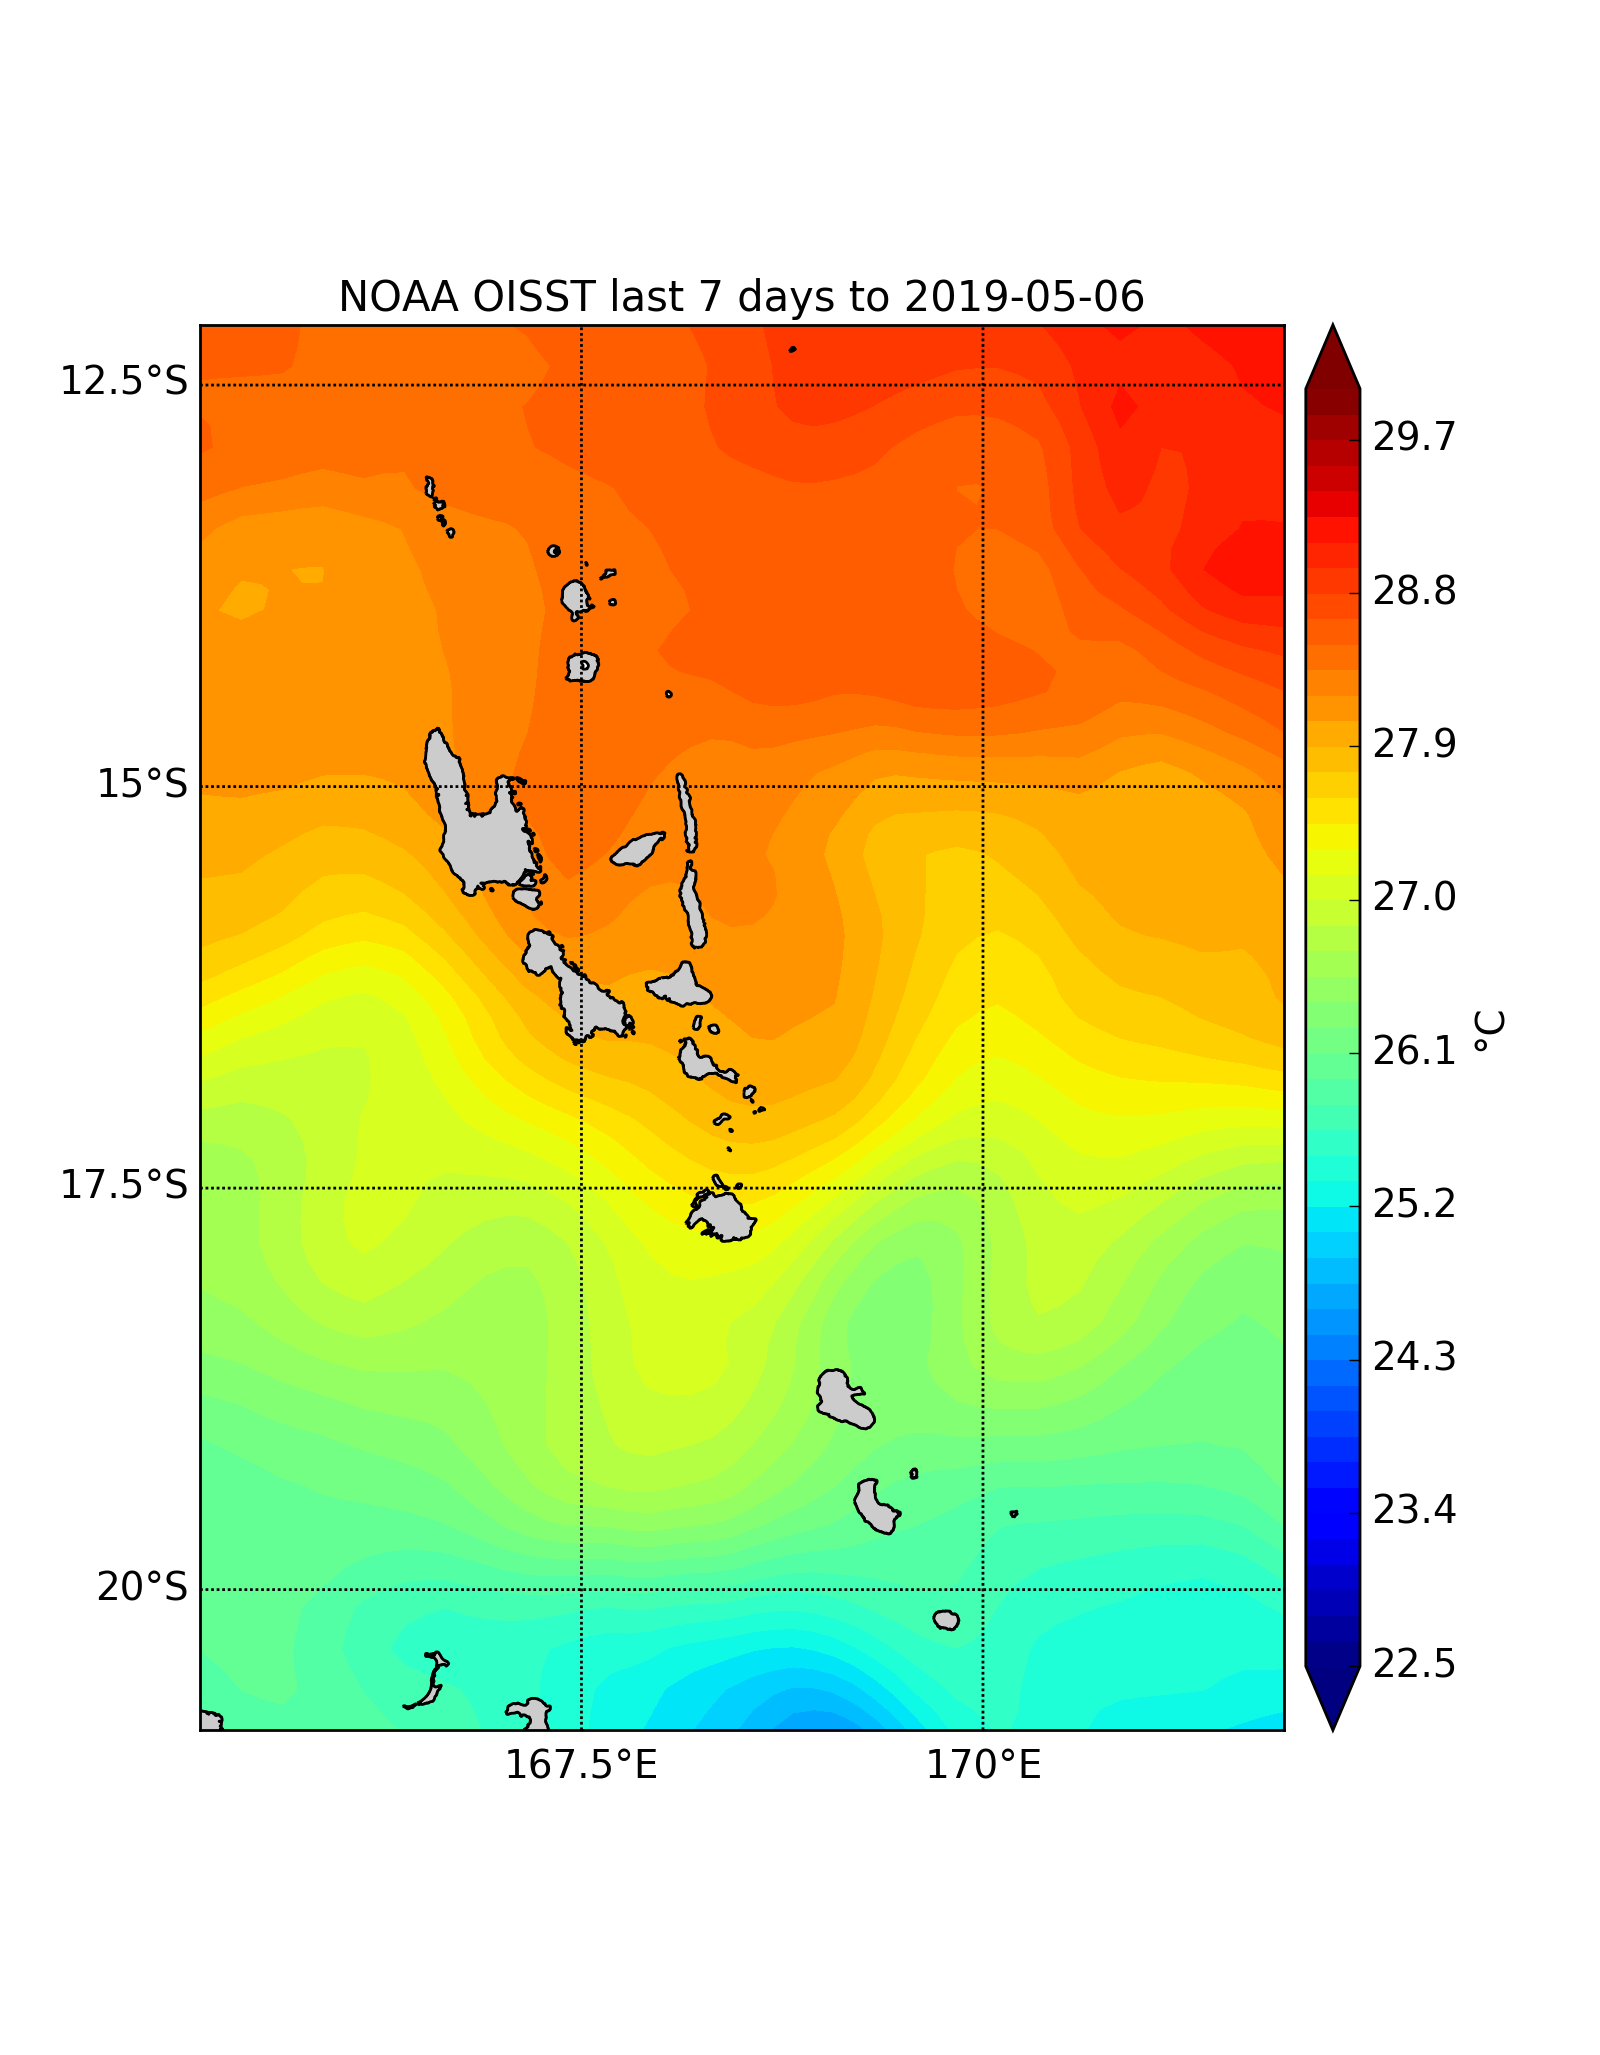 NOAA OISST last 7 days to 2019-05-06
12.5°S
15°S
17.5°S
20°S
167.5°E
170°E
29.7
28.8
27.9
27.0
26.1
25.2
24.3
23.4
22.5
°C